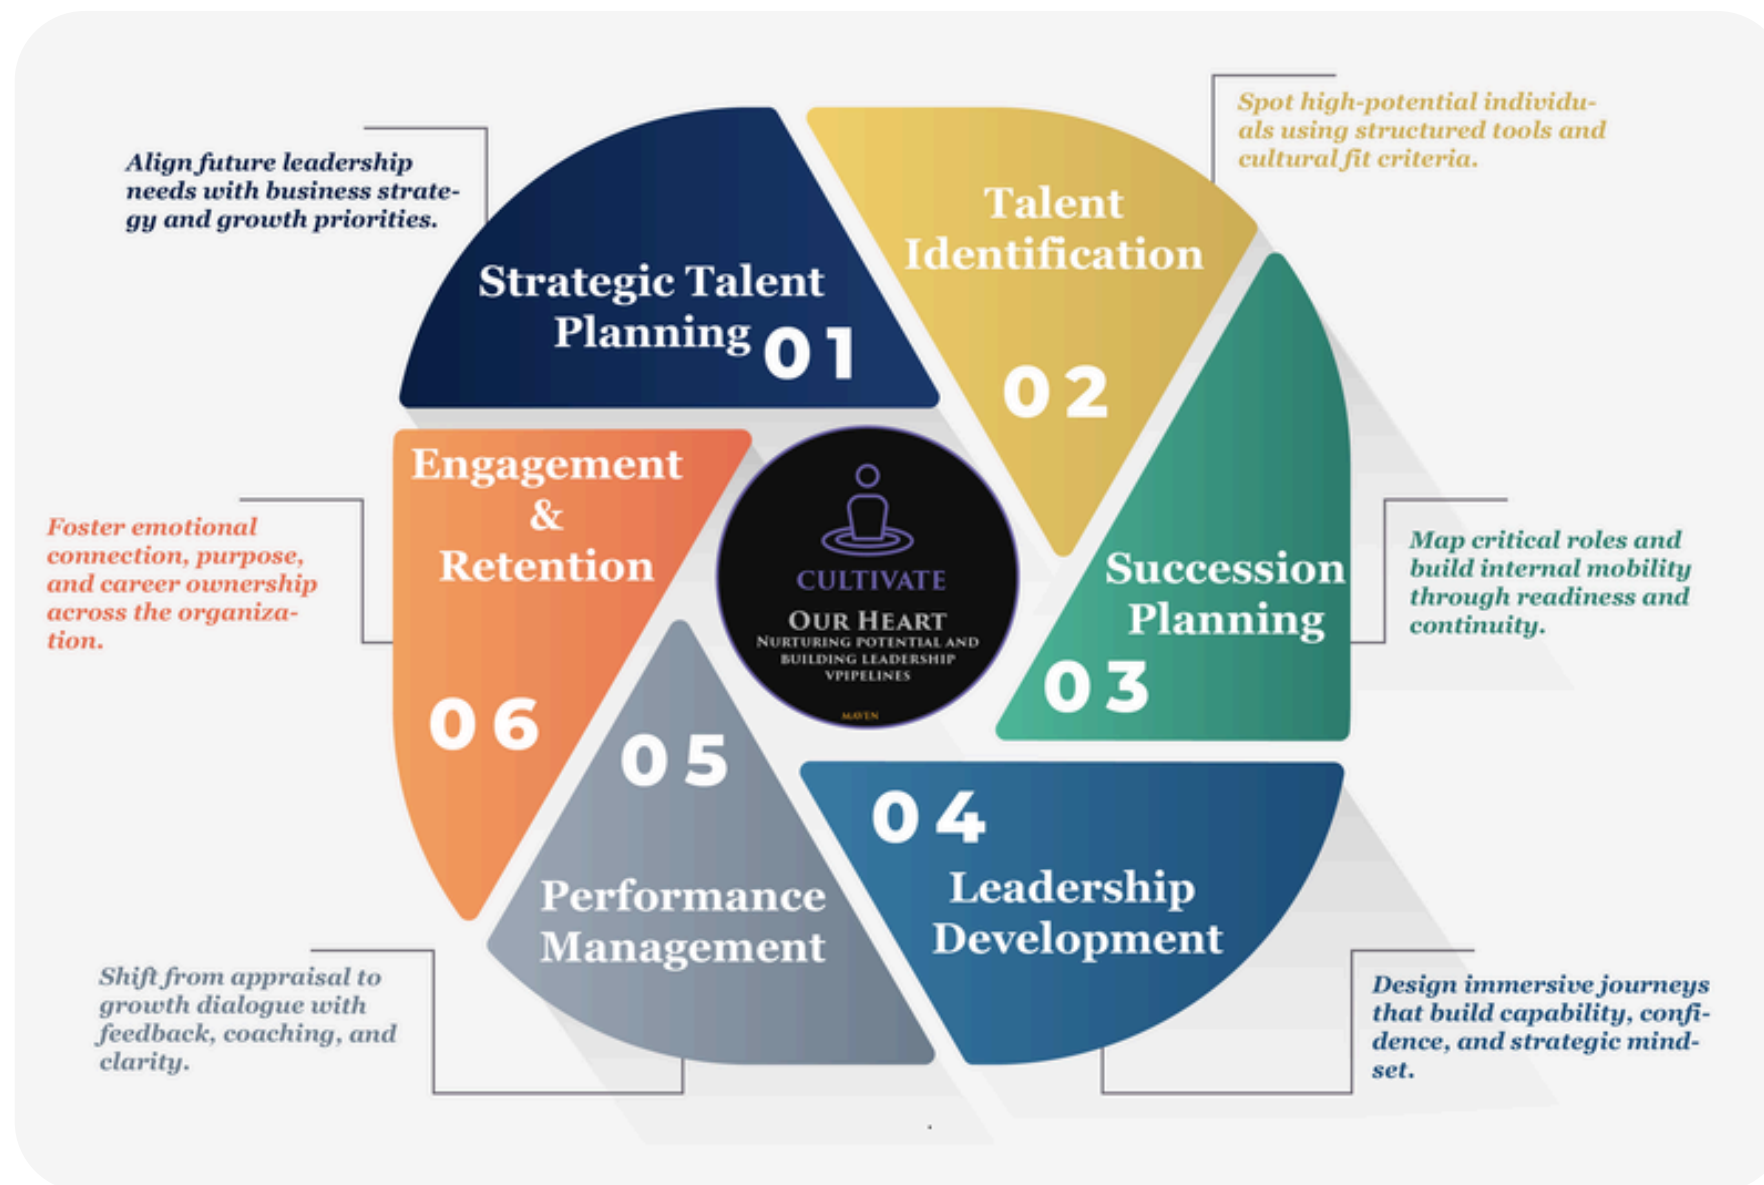 Align future leadership
needs with business strate-
gy and growth priorities.
Strategic Talent
Planning
01
Spot high-potential individu-
als using structured tools and
cultural fit criteria.
Talent
Identification
02
Map critical roles and
build internal mobility
through readiness and
continuity.
Succession
Planning
03
Design immersive journeys
that build capability, confi-
dence, and strategic mind-
set.
04
Leadership
Development
Shift from appraisal to
growth dialogue with
feedback, coaching, and
clarity.
05
Performance
Management
Foster emotional
connection, purpose,
and career ownership
across the organiza-
tion.
Engagement
&
Retention
06
CULTIVATE
OUR HEART
NURTURING POTENTIAL AND
BUILDING LEADERSHIP
VPIPELINES
MAVEN